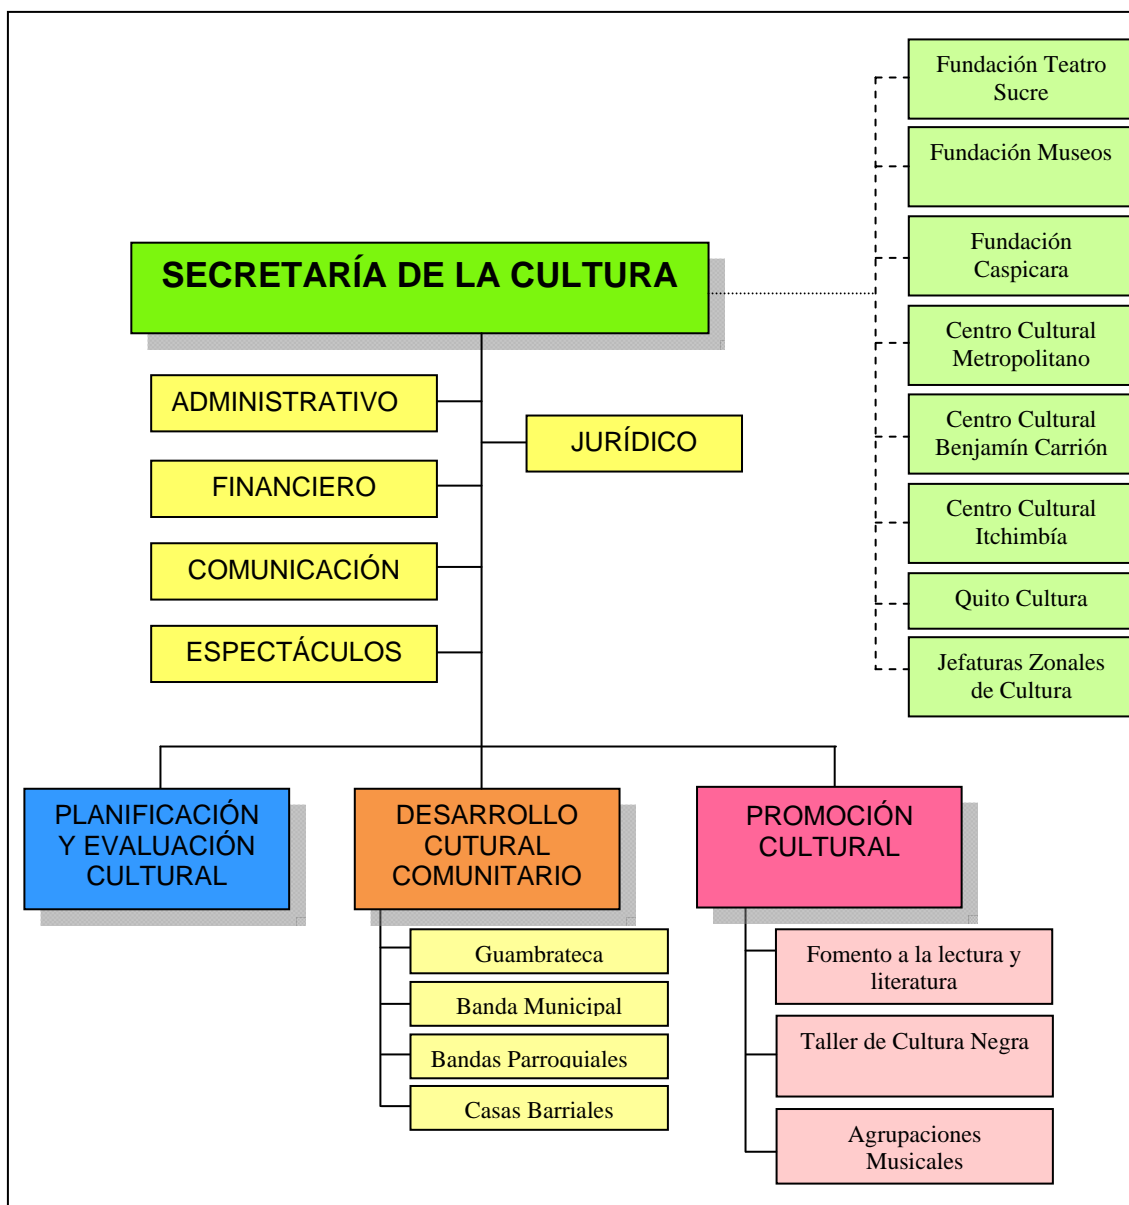 Fundación Teatro
Sucre
Fundación Museos
Fundación
Caspicara
Centro Cultural
Metropolitano
Centro Cultural
Benjamín Carrión
Centro Cultural
Itchimbía
Quito Cultura
Jefaturas Zonales
de Cultura
SECRETARÍA DE LA CULTURA
ADMINISTRATIVO
JURÍDICO
FINANCIERO
COMUNICACIÓN
ESPECTÁCULOS
PLANIFICACIÓN
Y EVALUACIÓN
CULTURAL
DESARROLLO
CUTURAL
COMUNITARIO
Guambrateca
Banda Municipal
Bandas Parroquiales
Casas Barriales
PROMOCIÓN
CULTURAL
Fomento a la lectura y
literatura
Taller de Cultura Negra
Agrupaciones
Musicales